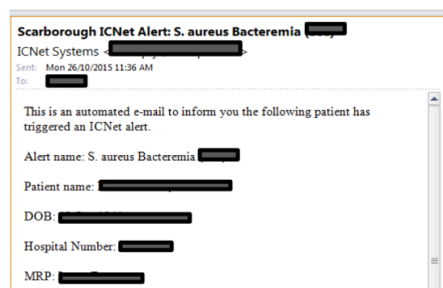 Scarborough ICNet Alert: S. aureus Bacteremia (
ICNet Systems <
Sent: Mon 26/10/2015 11:36 AM
To:
This is an automated e-mail to inform you the following patient has
triggered an ICNet alert.
Alert name: S. aureus Bacteremia
Patient name:
DOB:
Hospital Number:
MRP: